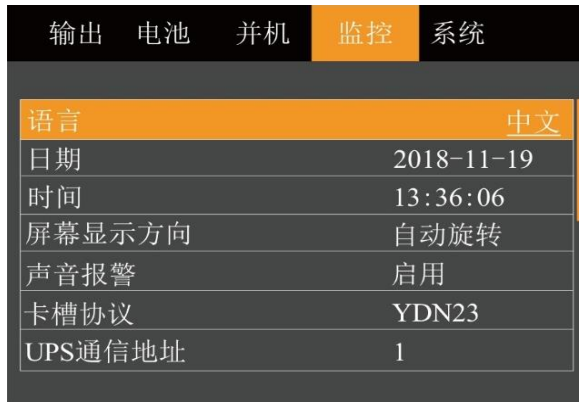 输出 电池 并机 监控 系统
语言 中文
日期 2018-11-19
时间 13:36:06
屏幕显示方向 自动旋转
声音报警 启用
卡槽协议 YDN23
UPS通信地址 1